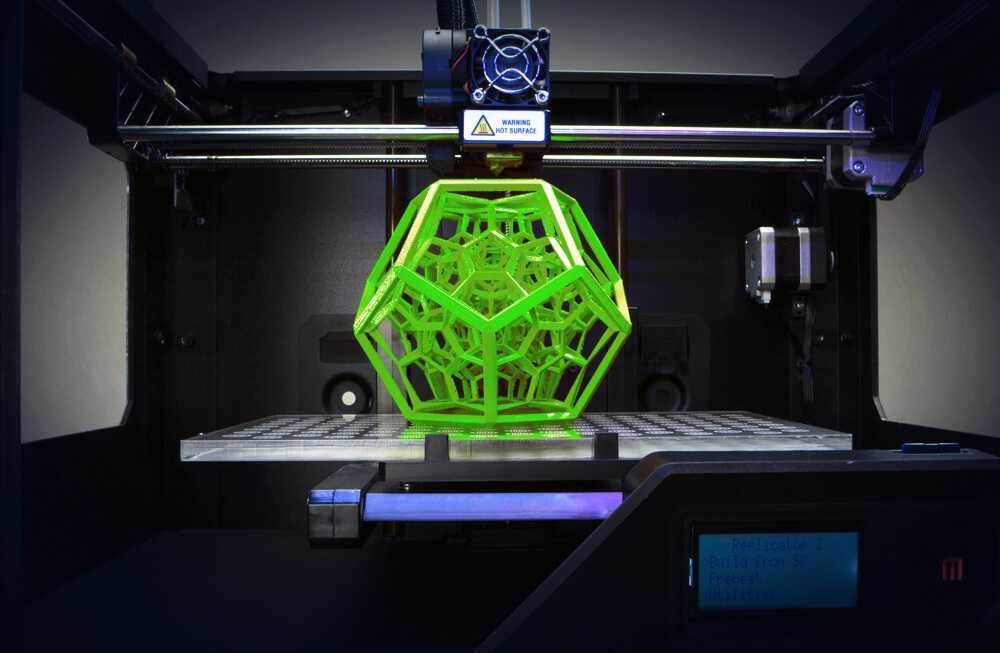 WARNING
HOT SURFACE
Replicator 2
>Build from SD
Preheat
Utilities